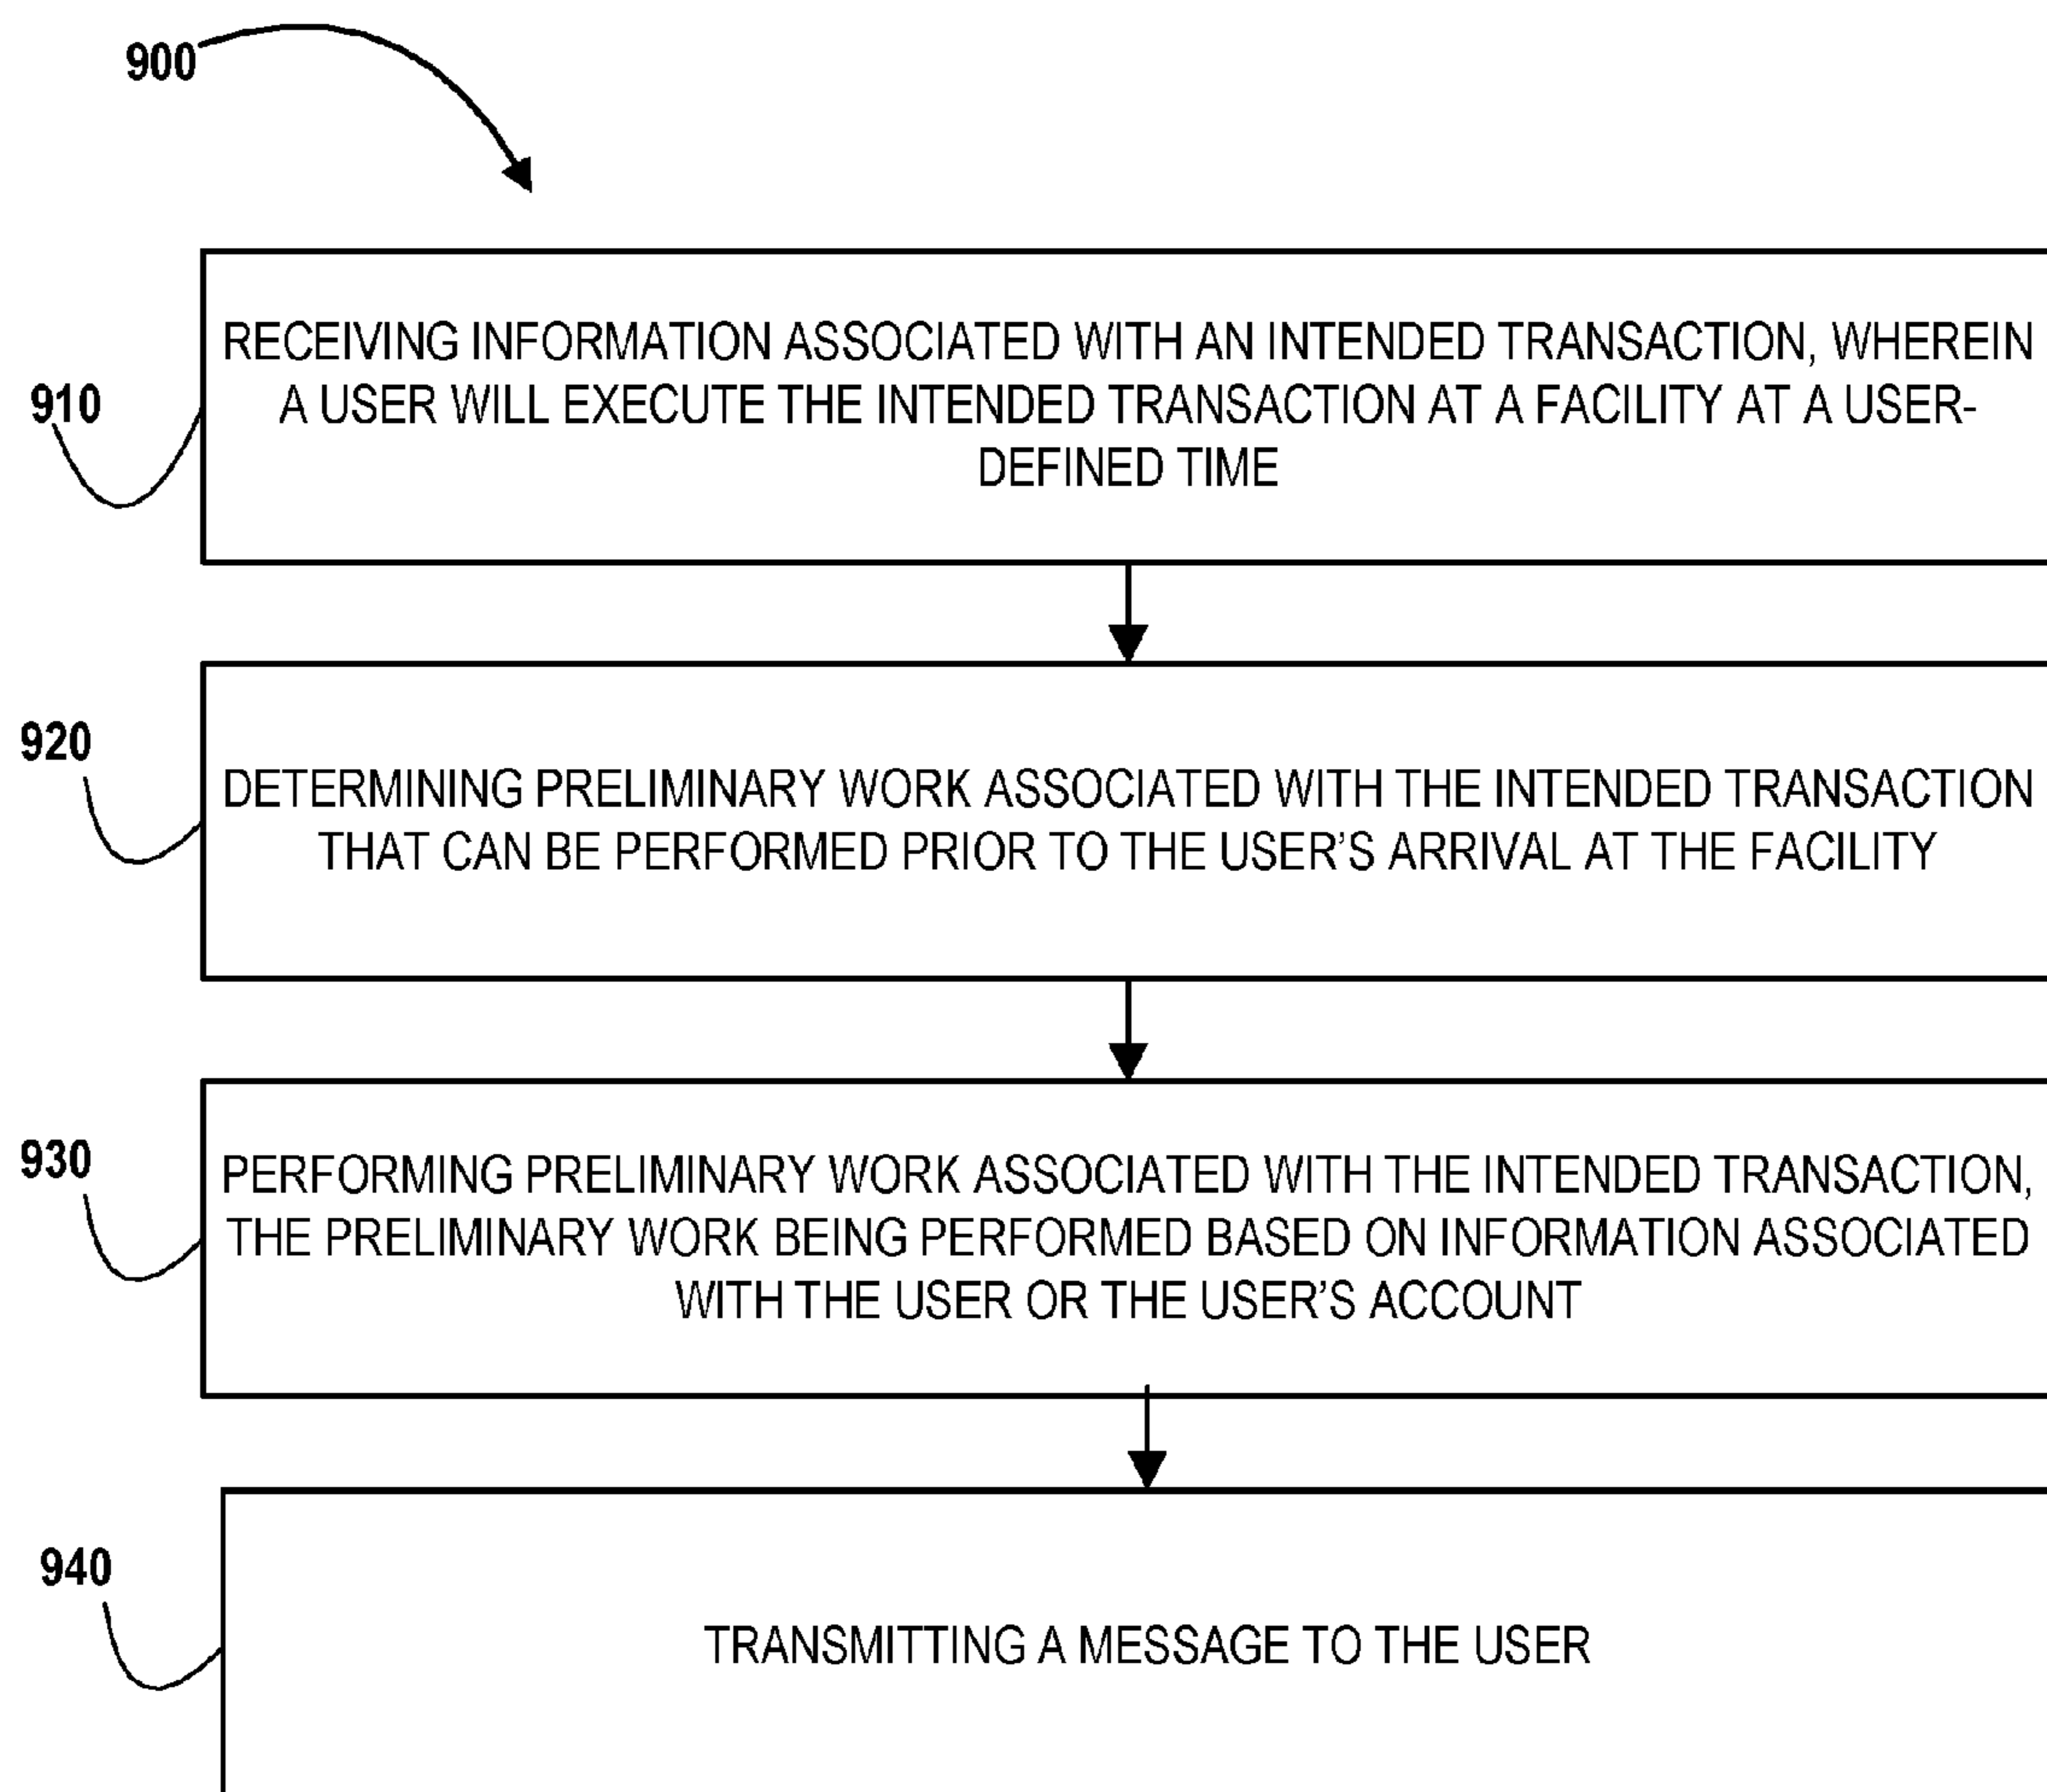 900
910
RECEIVING INFORMATION ASSOCIATED WITH AN INTENDED TRANSACTION, WHEREIN
A USER WILL EXECUTE THE INTENDED TRANSACTION AT A FACILITY AT A USER-
DEFINED TIME
920
DETERMINING PRELIMINARY WORK ASSOCIATED WITH THE INTENDED TRANSACTION
THAT CAN BE PERFORMED PRIOR TO THE USER’S ARRIVAL AT THE FACILITY
930
PERFORMING PRELIMINARY WORK ASSOCIATED WITH THE INTENDED TRANSACTION,
THE PRELIMINARY WORK BEING PERFORMED BASED ON INFORMATION ASSOCIATED
WITH THE USER OR THE USER’S ACCOUNT
940
TRANSMITTING A MESSAGE TO THE USER